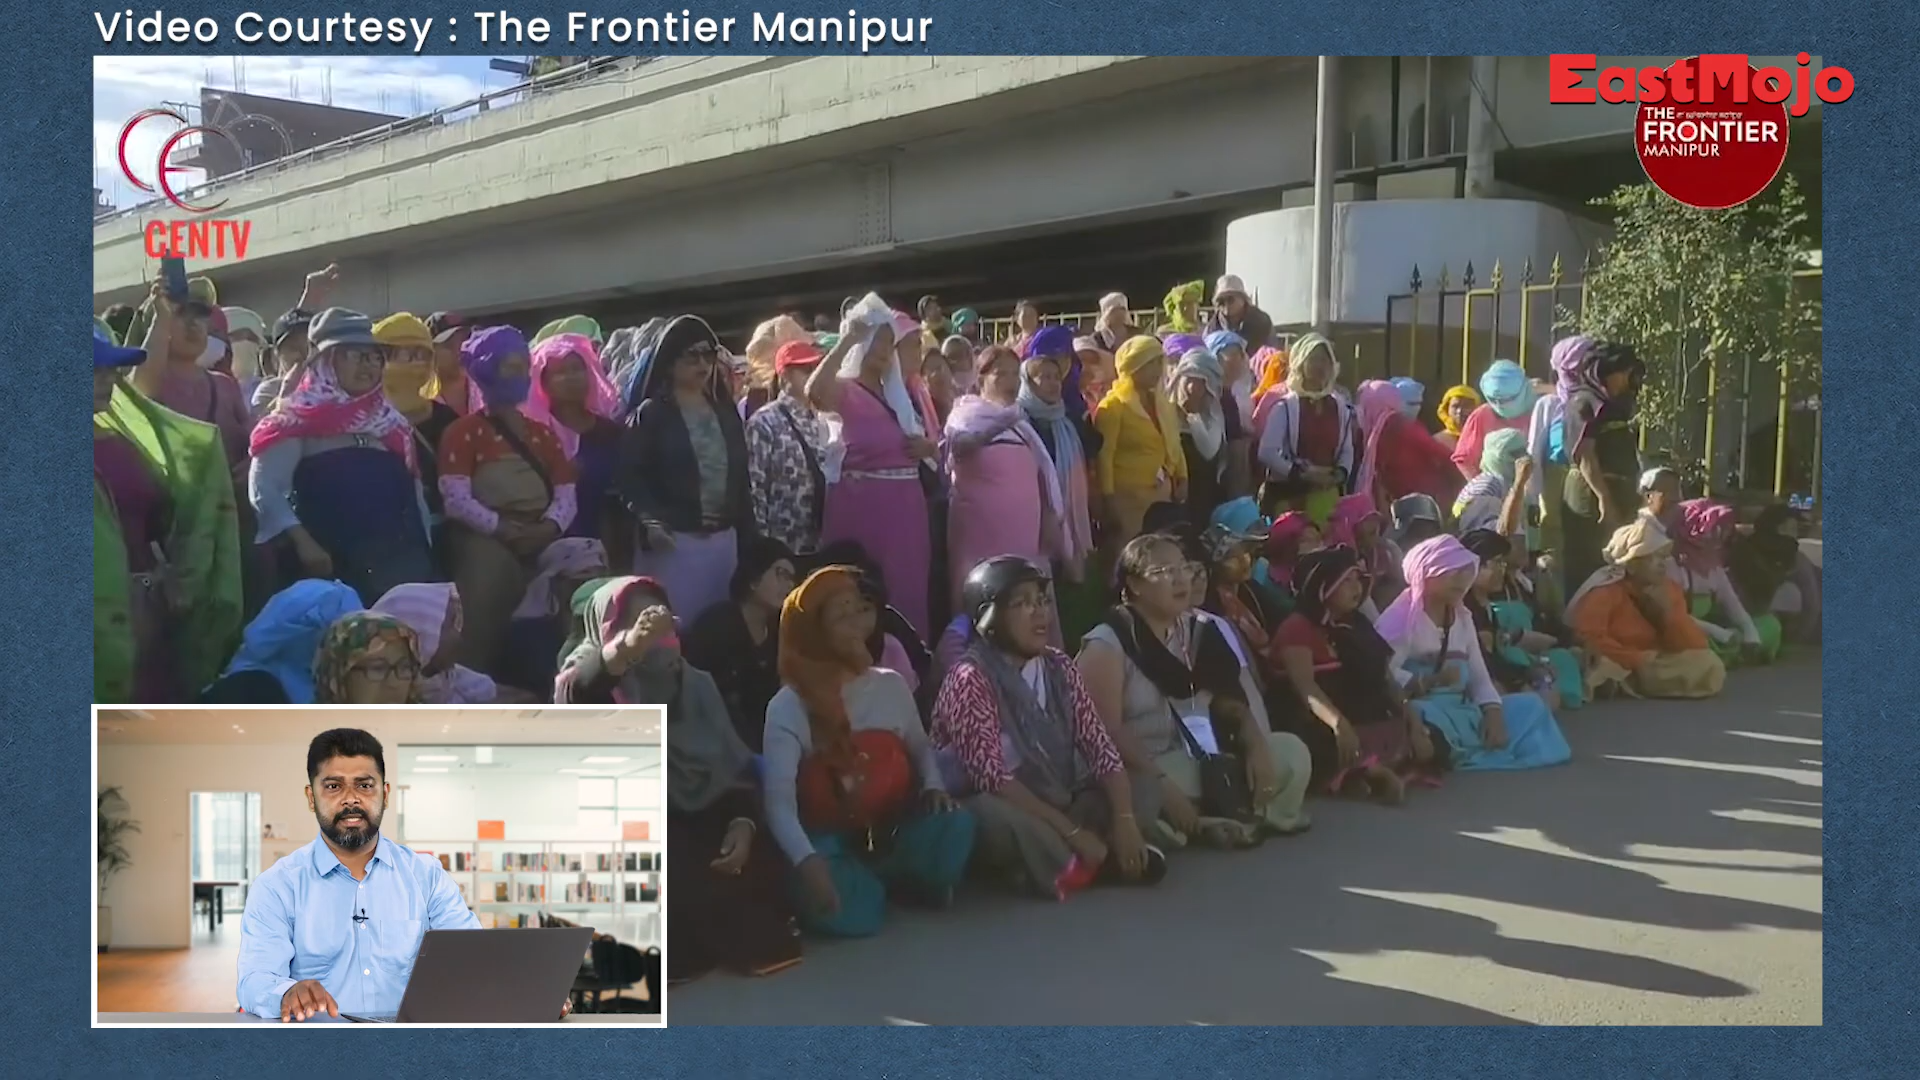 Video Courtesy : The Frontier Manipur
EastMojo
THE
FRONTIER
MANIPUR
CENTV